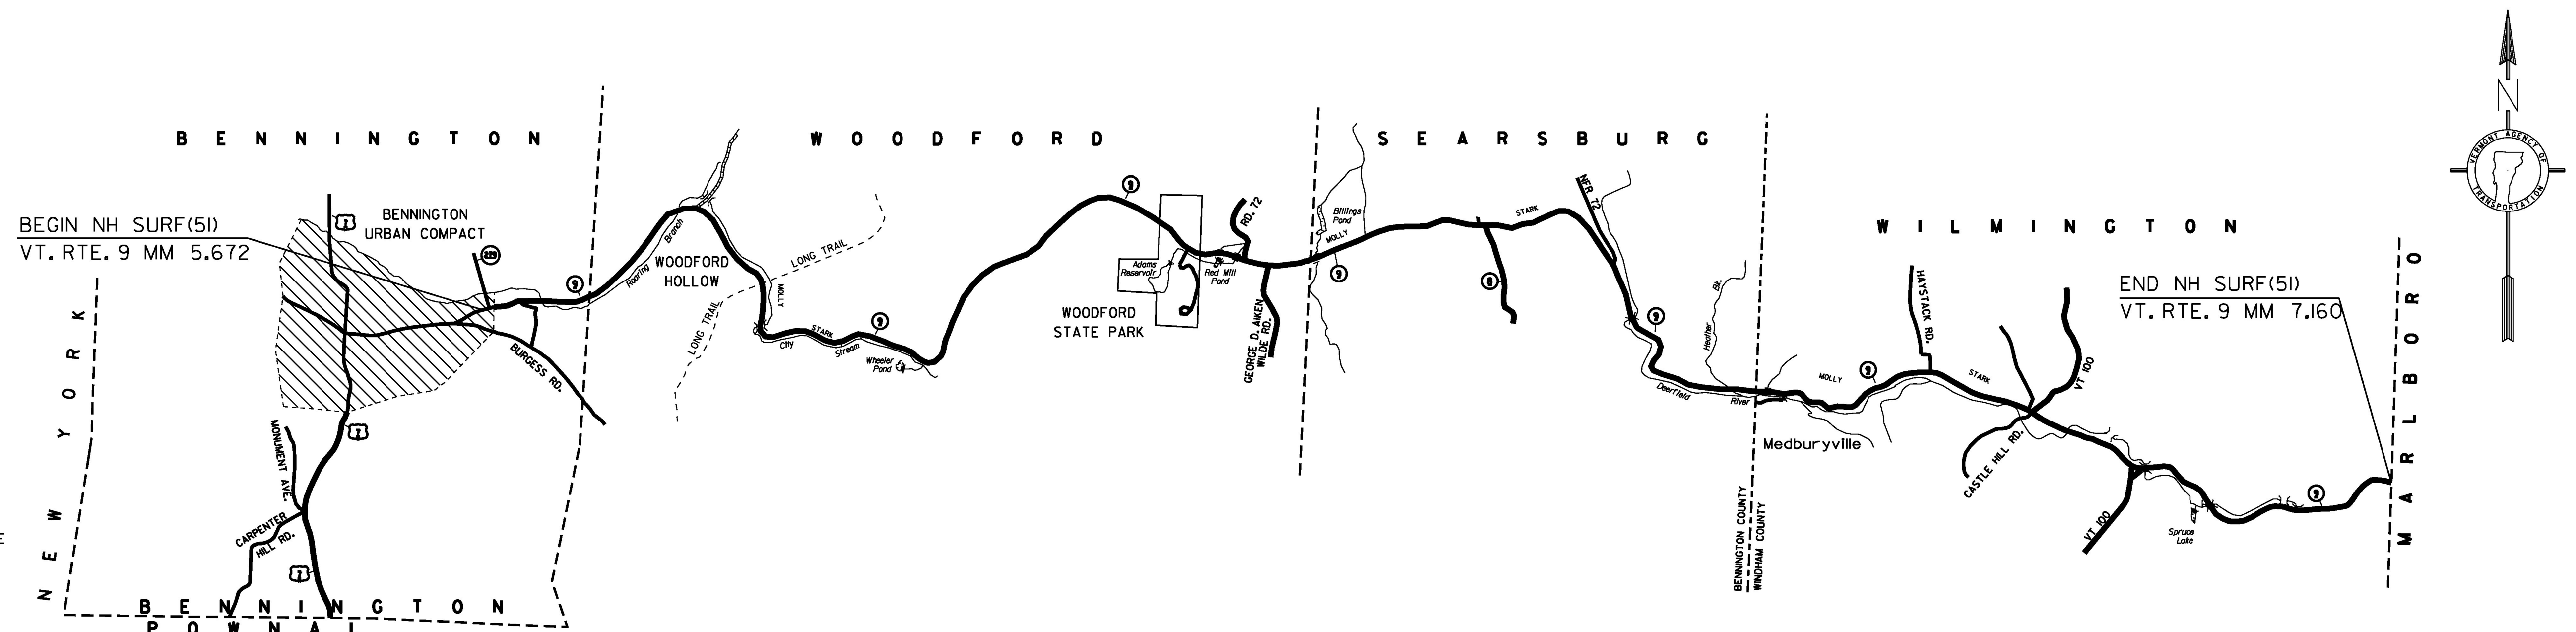 BENNINGTON
WOODFORD
SEARSBURG
WILMINGTON
MARLBORO
NEW YORK
N
VERMONT AGENCY OF
TRANSPORTATION
BEGIN NH SURF(51)
VT. RTE. 9 MM 5.672
BENNINGTON
URBAN COMPACT
7
279
9
Roaring
Branch
WOODFORD
HOLLOW
BURGESS RD.
LONG TRAIL
LONG TRAIL
MOLLY
STARK
City
Stream
9
Wheeler
Pond
9
Adams
Reservoir
Red Mill
Pond
RD. 72
WOODFORD
STATE PARK
GEORGE D. AIKEN
WILDE RD.
Billings
Pond
MOLLY
9
STARK
8
NFR 72
9
Heather
Bk.
Deerfield
River
MOLLY
9
HAYSTACK RD.
STARK
VT 100
Medburyville
CASTLE HILL RD.
VT 100
Spruce
Lake
9
END NH SURF(51)
VT. RTE. 9 MM 7.160
BENNINGTON COUNTY
WINDHAM COUNTY
7
MONUMENT AVE.
CARPENTER
HILL RD.
7
BENNINGTON
POWNAL
E